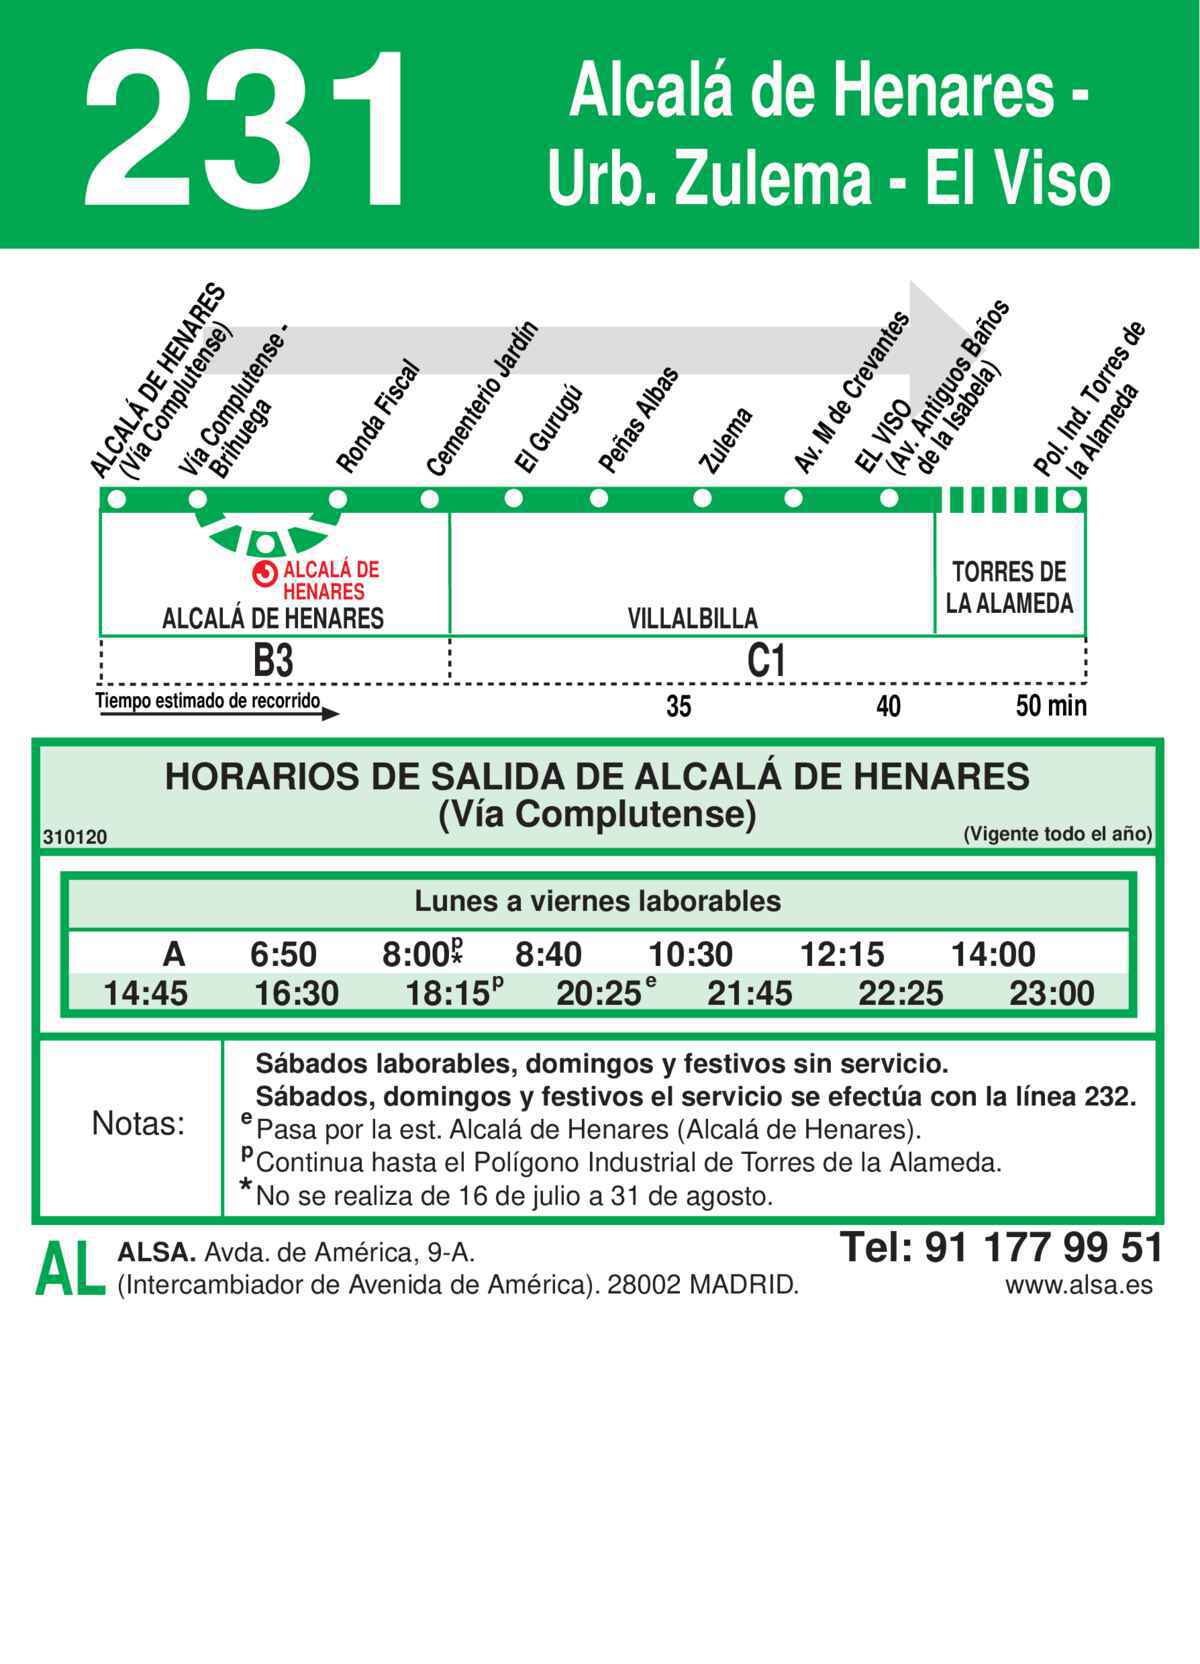 231
Alcalá de Henares -
Urb. Zulema - El Viso
ALCALÁ DE HENARES
(Vía Complutense)
Vía Complutense -
Brihuega
Ronda Fiscal
Cementerio Jardín
El Gurugú
Peñas Albas
Zulema
Av. M de Crevantes
EL VISO
(Av. Antiguos Baños
de la Isabela)
Pol. Ind. Torres de
la Alameda
ALCALÁ DE
HENARES
ALCALÁ DE HENARES
VILLALBILLA
TORRES DE
LA ALAMEDA
B3
C1
Tiempo estimado de recorrido
35 40 50 min
HORARIOS DE SALIDA DE ALCALÁ DE HENARES
(Vía Complutense)
310120
(Vigente todo el año)
Lunes a viernes laborables
A 6:50 8:00p* 8:40 10:30 12:15 14:00
14:45 16:30 18:15p 20:25e 21:45 22:25 23:00
Notas:
Sábados laborables, domingos y festivos sin servicio.
Sábados, domingos y festivos el servicio se efectúa con la línea 232.
e Pasa por la est. Alcalá de Henares (Alcalá de Henares).
p Continua hasta el Polígono Industrial de Torres de la Alameda.
* No se realiza de 16 de julio a 31 de agosto.
AL
ALSA. Avda. de América, 9-A.
(Intercambiador de Avenida de América). 28002 MADRID.
Tel: 91 177 99 51
www.alsa.es